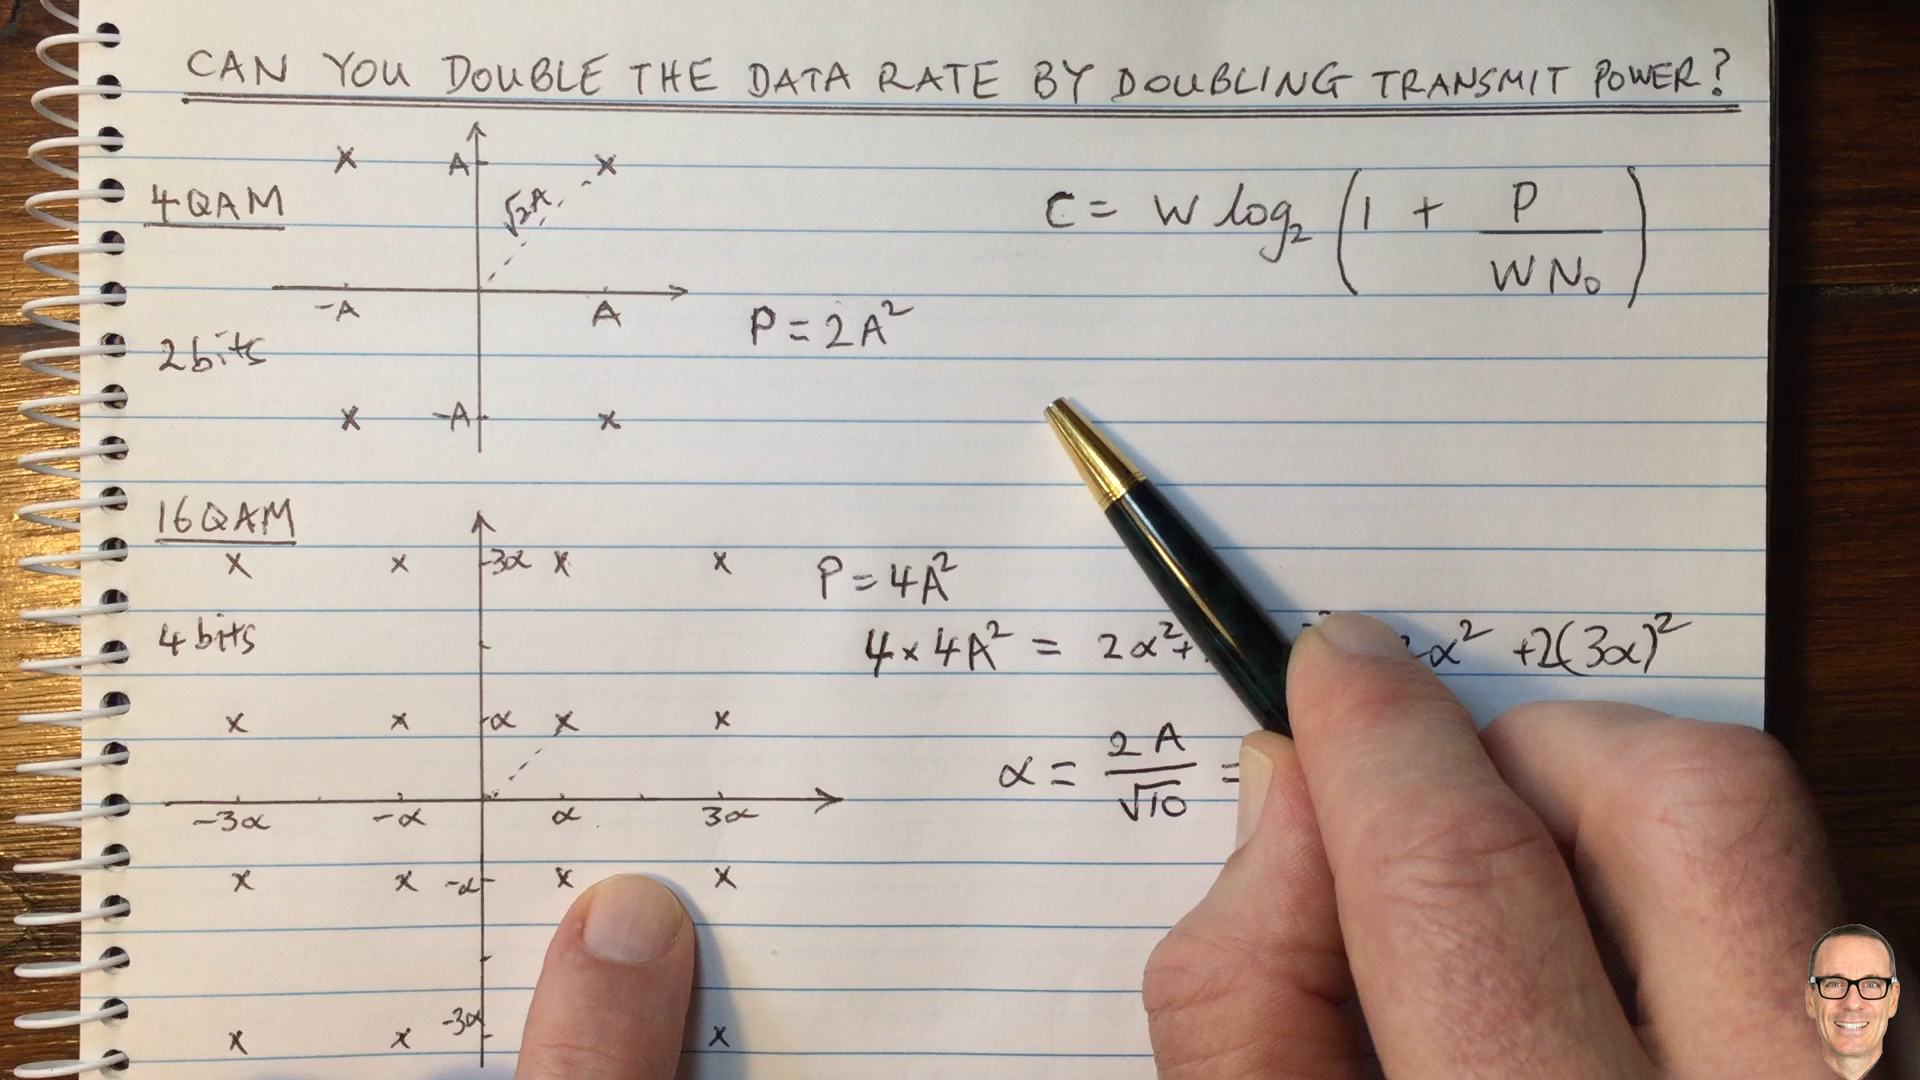 CAN YOU DOUBLE THE DATA RATE BY DOUBLING TRANSMIT POWER?
4QAM
A
√2A
-A
A
-A
2 bits
P = 2A²
C = W log₂ (1 + P / WN₀)
16QAM
4 bits
3α
α
-3α
-α
α
3α
-α
-3α
P = 4A²
4 × 4A² = 2α² + α² + 2(3α)²
α = 2A / √10 =